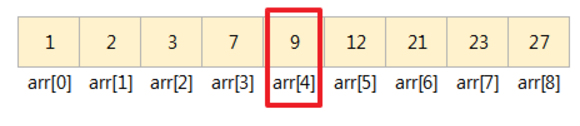 1 2 3 7 9 12 21 23 27
arr[0] arr[1] arr[2] arr[3] arr[4] arr[5] arr[6] arr[7] arr[8]